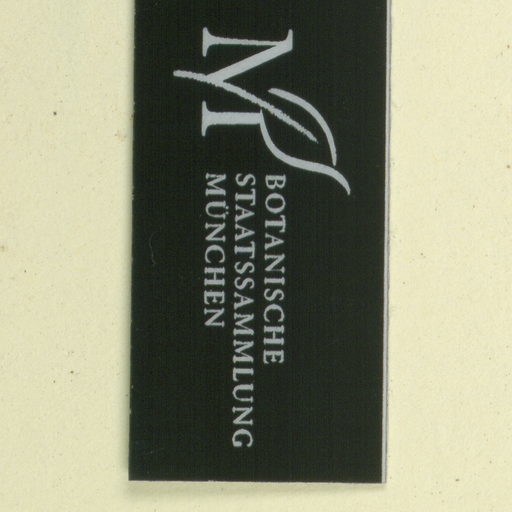 M
BOTANISCHE
STAATSSAMMLUNG
MÜNCHEN